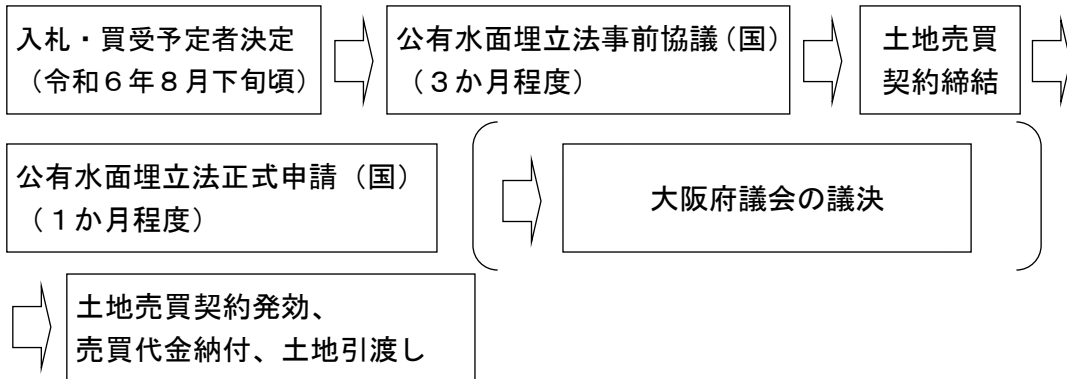 入札・買受予定者決定
（令和６年８月下旬頃）
公有水面埋立法事前協議（国）
（３か月程度）
土地売買
契約締結
公有水面埋立法正式申請（国）
（１か月程度）
大阪府議会の議決
土地売買契約発効、
売買代金納付、土地引渡し